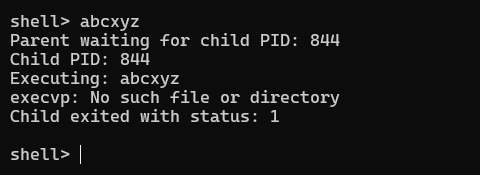 shell> abcxyz
Parent waiting for child PID: 844
Child PID: 844
Executing: abcxyz
execvp: No such file or directory
Child exited with status: 1
shell>